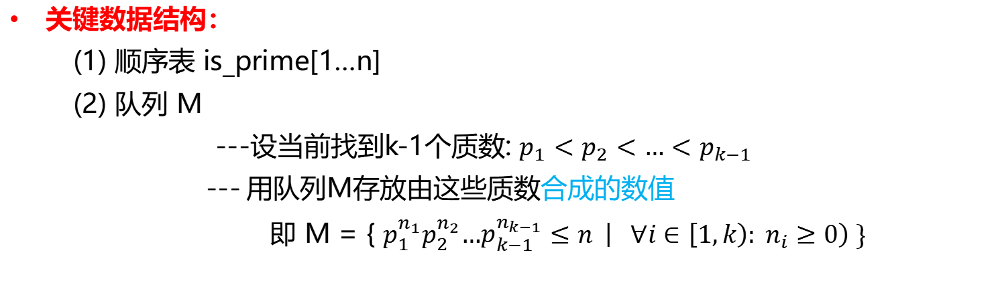 • 关键数据结构：
(1) 顺序表 is_prime[1…n]
(2) 队列 M
---设当前找到k-1个质数: $p_1 < p_2 < … < p_{k-1}$
--- 用队列M存放由这些质数合成的数值
即 M = { $p_1^{n_1} p_2^{n_2} … p_{k-1}^{n_{k-1}} \leq n$ | $\forall i \in [1, k): n_i \geq 0)$ }